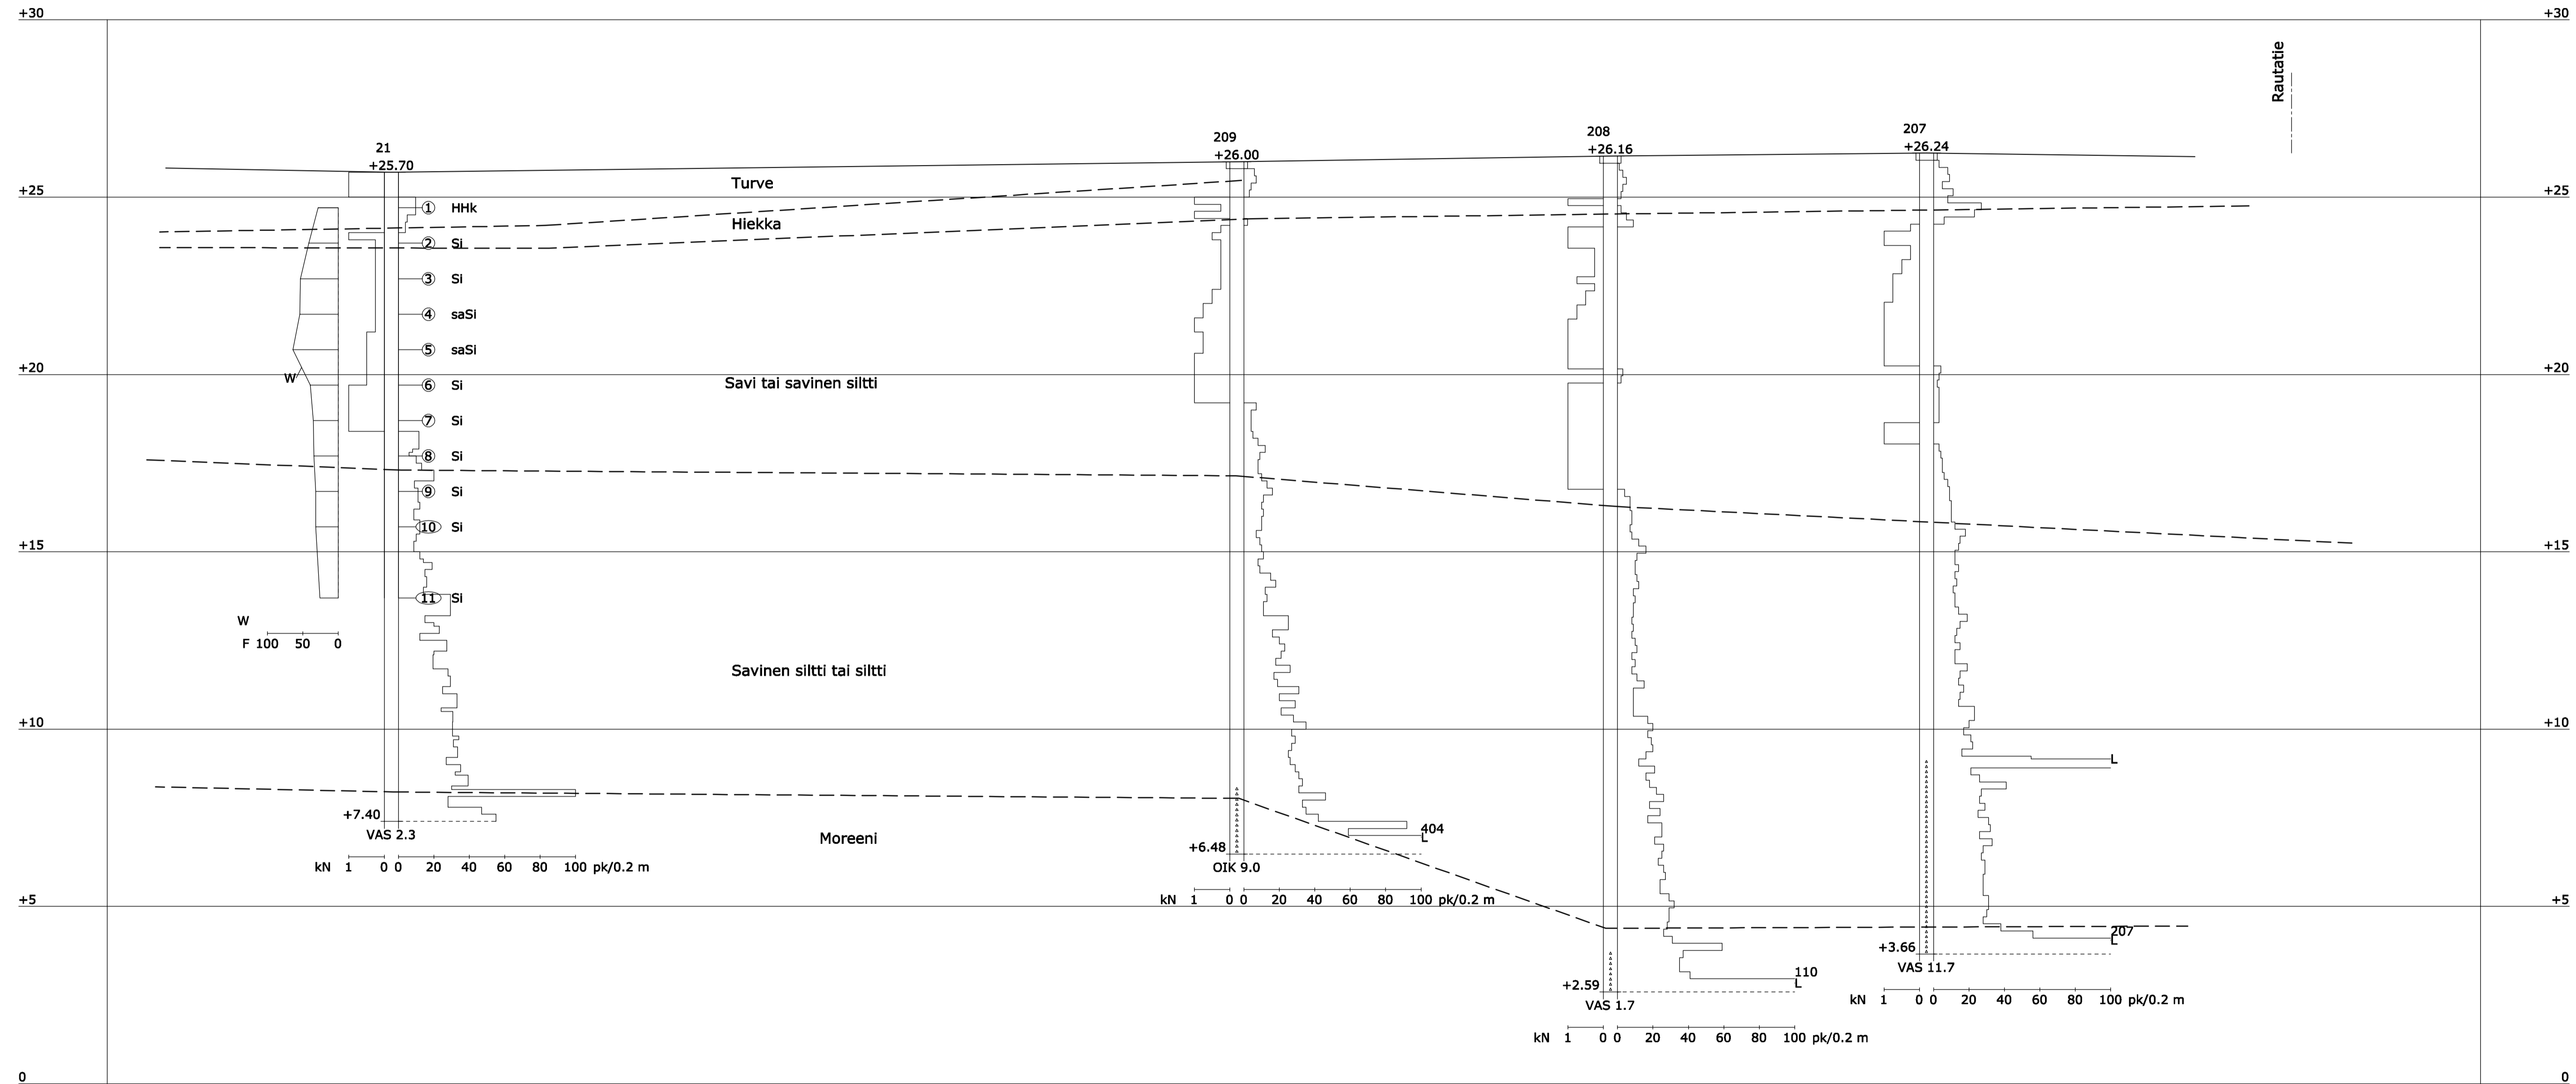 +30 +30
Rautatie
21
+25.70
209
+26.00
208
+26.16
207
+26.24
Turve
+25 +25
1 HHk
Hiekka
2 Si
3 Si
4 saSi
5 saSi
+20 +20
W
Savi tai savinen siltti
6 Si
7 Si
8 Si
9 Si
10 Si
+15 +15
11 Si
W
F 100 50 0
Savinen siltti tai siltti
+10 +10
L
+7.40
VAS 2.3
Moreeni
404
L
+6.48
OIK 9.0
kN 1 0 0 20 40 60 80 100 pk/0.2 m
kN 1 0 0 20 40 60 80 100 pk/0.2 m
+5 +5
207
L
+3.66
VAS 11.7
110
L
+2.59
VAS 1.7
kN 1 0 0 20 40 60 80 100 pk/0.2 m
kN 1 0 0 20 40 60 80 100 pk/0.2 m
0 0